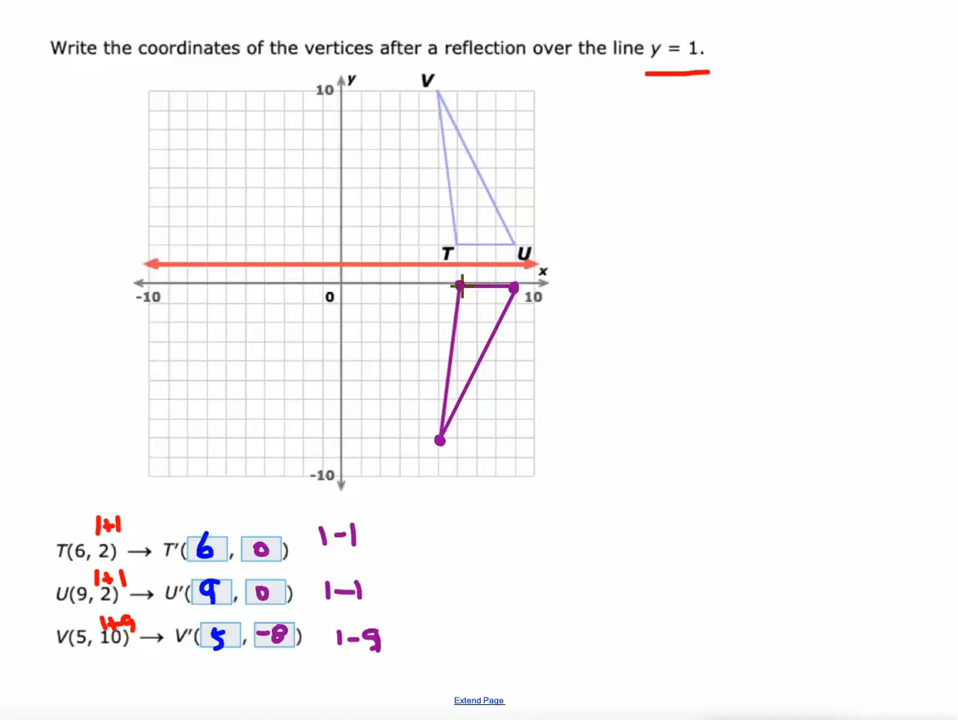 Write the coordinates of the vertices after a reflection over the line y = 1.
10 y V
T U
x
-10 0 10
-10
1+1
T(6, 2) → T'( 6 , 0 ) 1-1
1+1
U(9, 2) → U'( 9 , 0 ) 1-1
1+9
V(5, 10) → V'( 5 , -8 ) 1-9
Extend Page